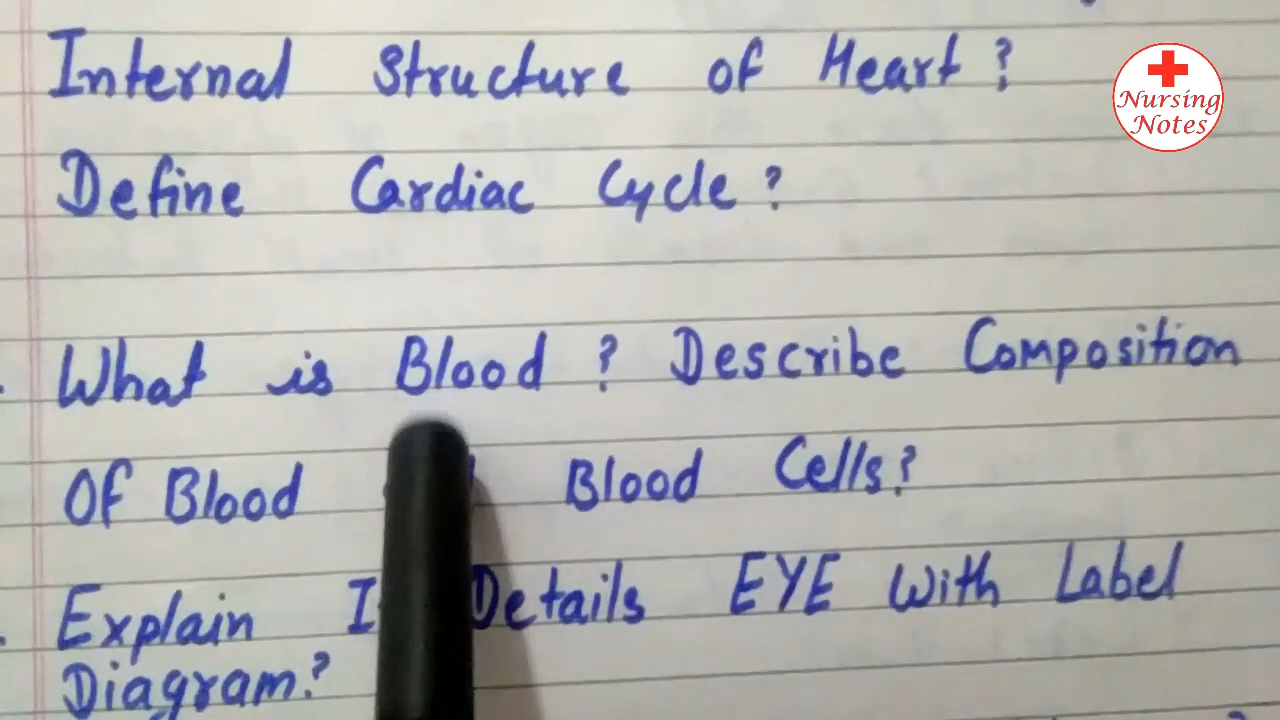 Internal Structure of Heart?
Define Cardiac Cycle?
What is Blood? Describe Composition
Of Blood Blood Cells?
Explain Details EYE With Label
Diagram?
Nursing
Notes